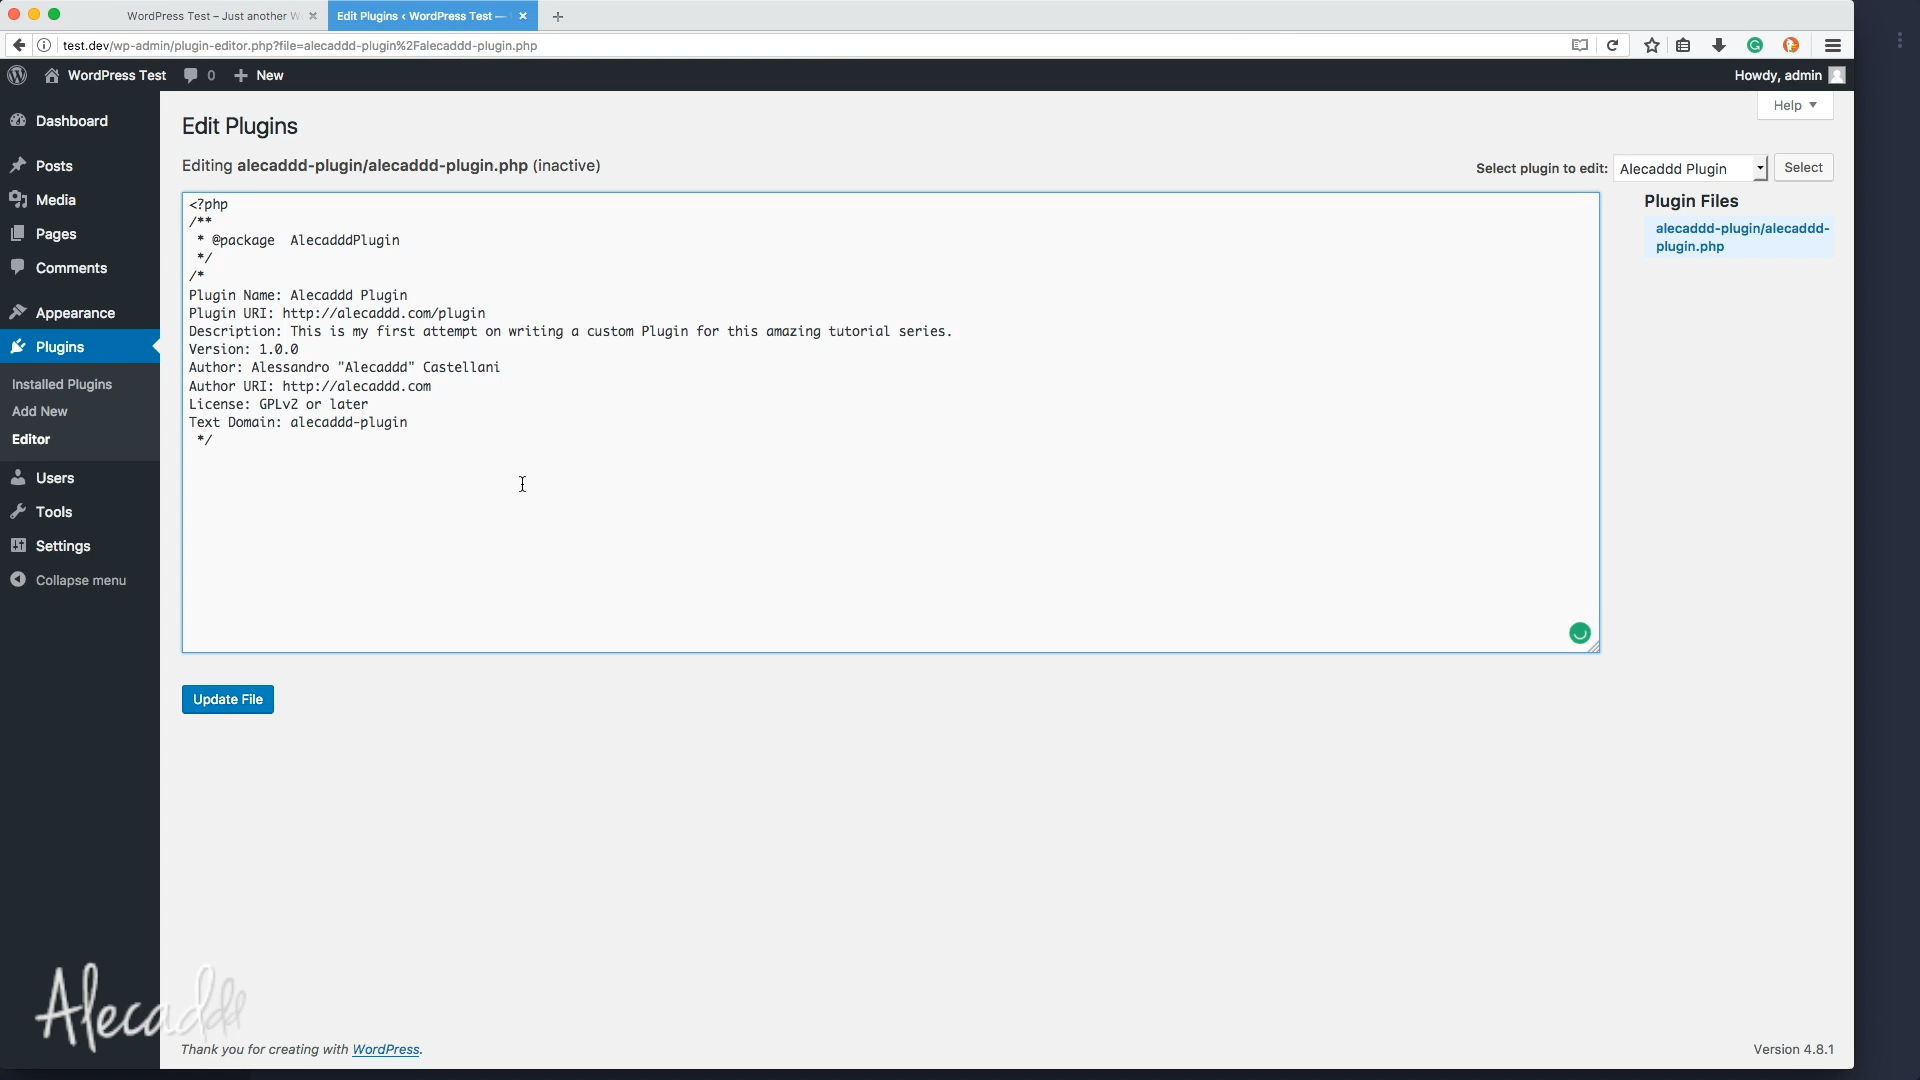 WordPress Test – Just another W
Edit Plugins ‹ WordPress Test —
test.dev/wp-admin/plugin-editor.php?file=alecaddd-plugin%2Falecaddd-plugin.php
WordPress Test
0
New
Howdy, admin
Help
Dashboard
Posts
Media
Pages
Comments
Appearance
Plugins
Installed Plugins
Add New
Editor
Users
Tools
Settings
Collapse menu
Edit Plugins
Editing alecaddd-plugin/alecaddd-plugin.php (inactive)
Select plugin to edit: Alecaddd Plugin Select
<?php
/**
* @package  AlecadddPlugin
*/
/*
Plugin Name: Alecaddd Plugin
Plugin URI: http://alecaddd.com/plugin
Description: This is my first attempt on writing a custom Plugin for this amazing tutorial series.
Version: 1.0.0
Author: Alessandro "Alecaddd" Castellani
Author URI: http://alecaddd.com
License: GPLv2 or later
Text Domain: alecaddd-plugin
*/
Plugin Files
alecaddd-plugin/alecaddd-
plugin.php
Update File
Alecaddd
Thank you for creating with WordPress.
Version 4.8.1